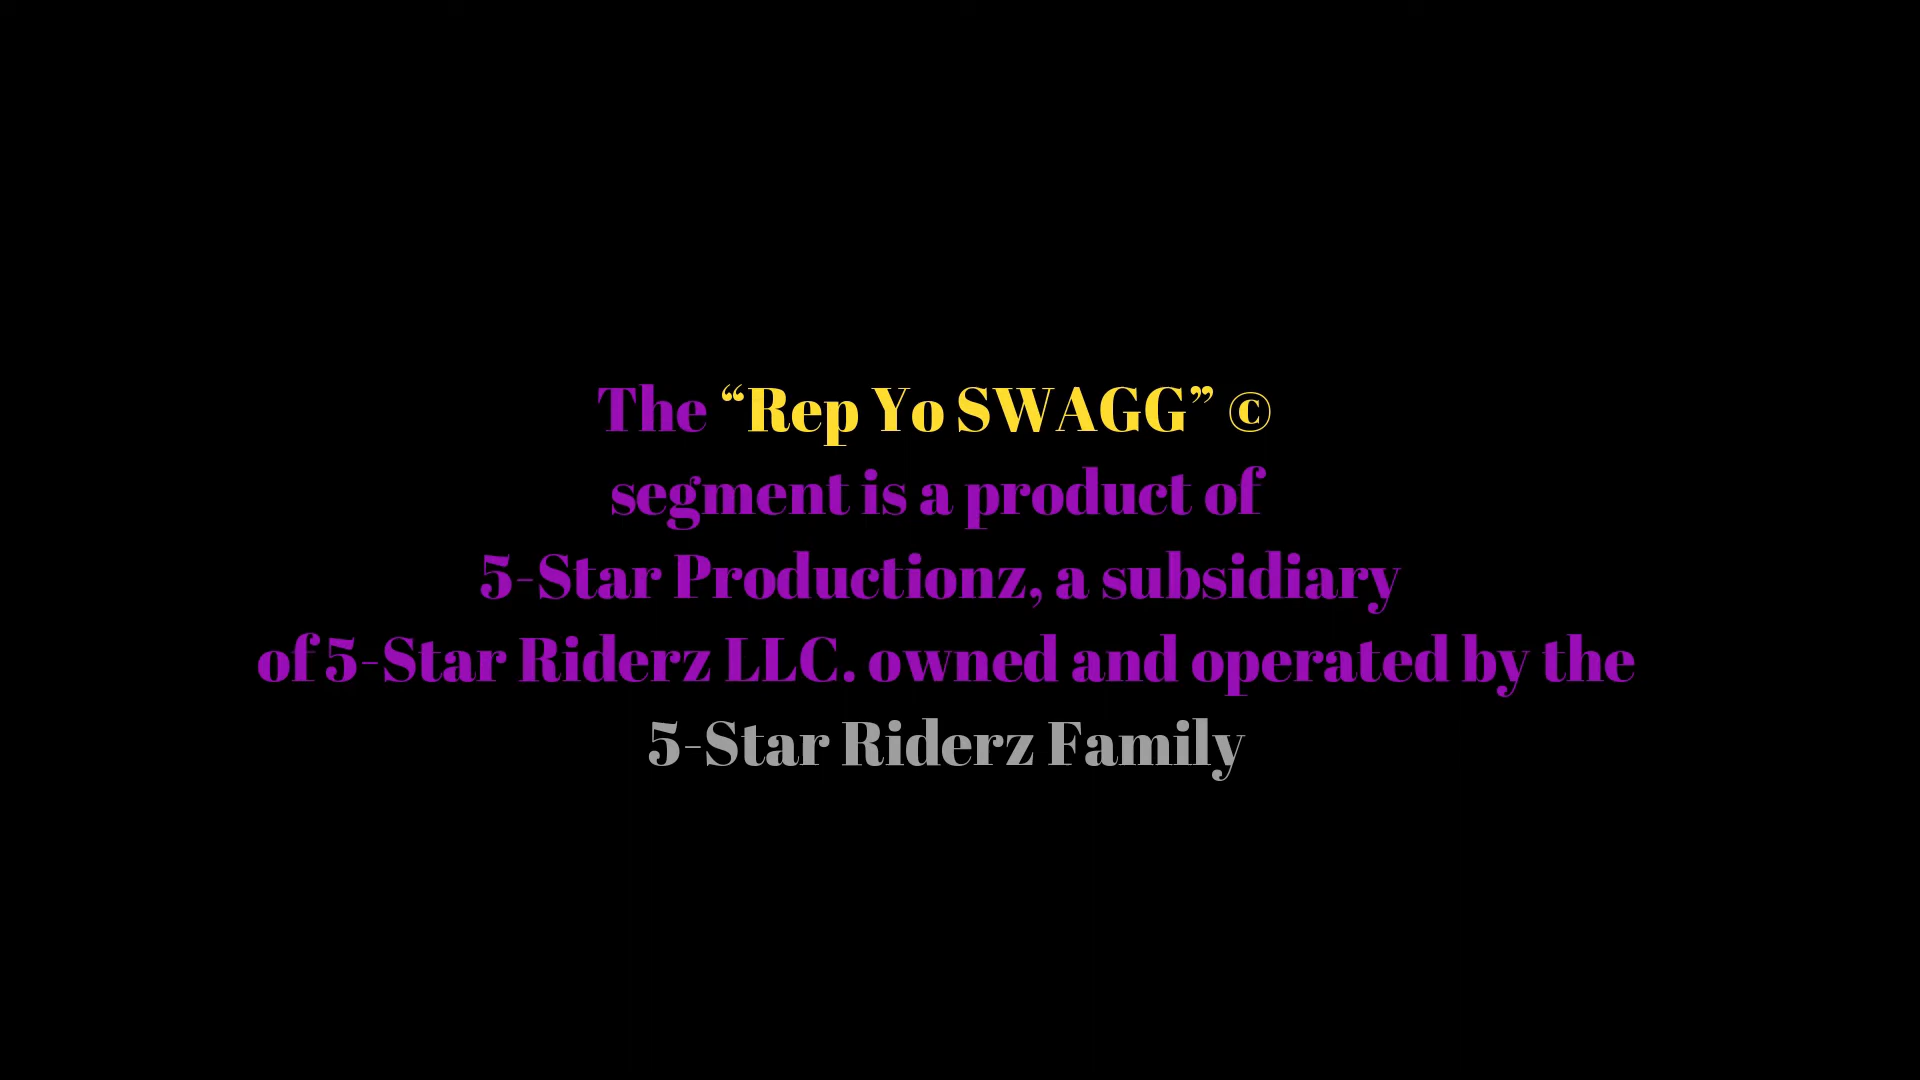 The “Rep Yo SWAGG” ©
segment is a product of
5-Star Productionz, a subsidiary
of 5-Star Riderz LLC. owned and operated by the
5-Star Riderz Family